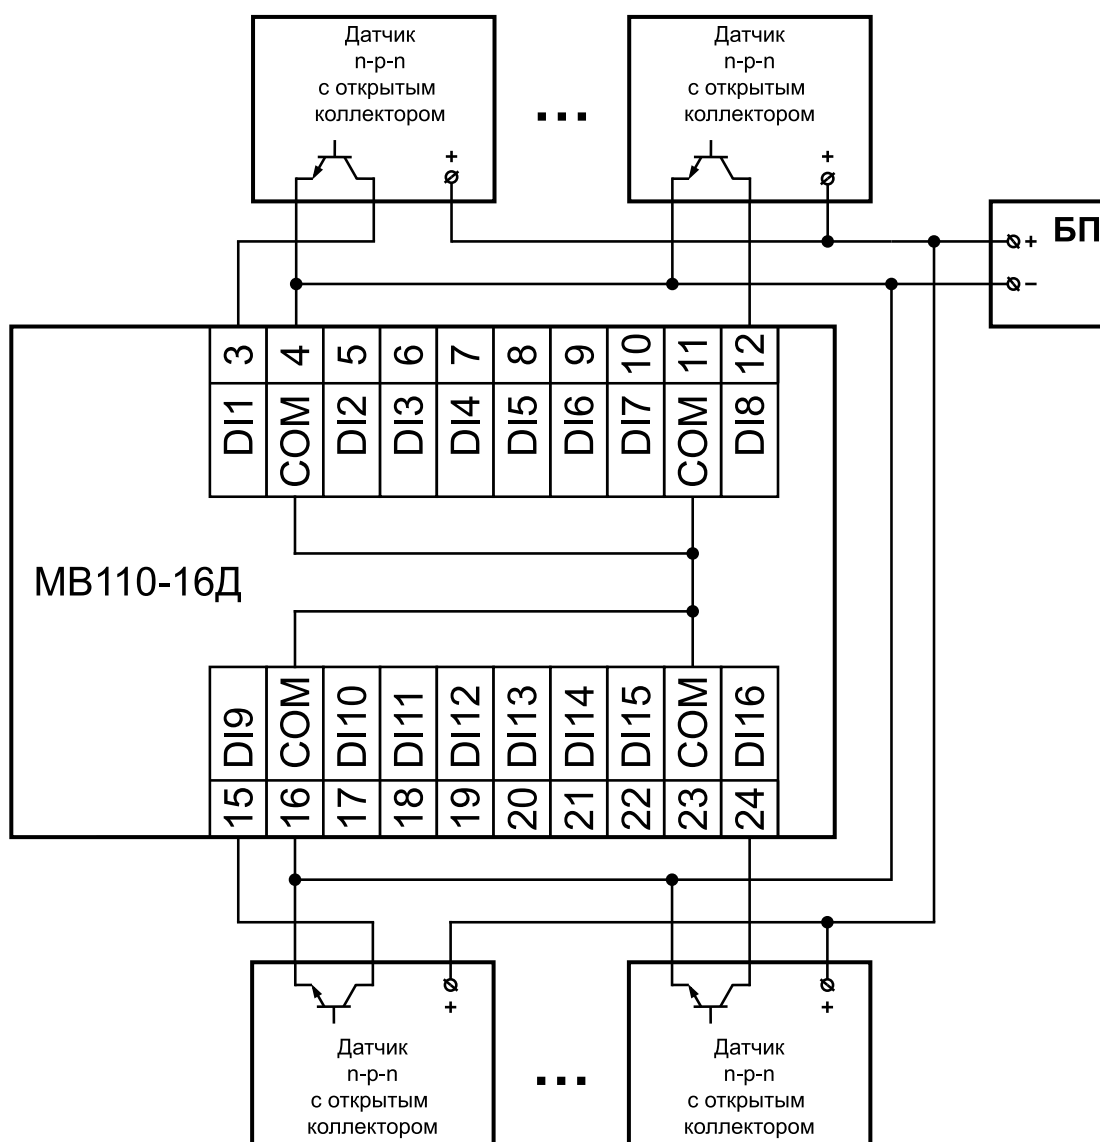 Датчик
n-p-n
с открытым
коллектором
+
...
Датчик
n-p-n
с открытым
коллектором
+
БП
+
–
3 4 5 6 7 8 9 10 11 12
DI1 COM DI2 DI3 DI4 DI5 DI6 DI7 COM DI8
МВ110-16Д
DI9 COM DI10 DI11 DI12 DI13 DI14 DI15 COM DI16
15 16 17 18 19 20 21 22 23 24
+
Датчик
n-p-n
с открытым
коллектором
...
+
Датчик
n-p-n
с открытым
коллектором